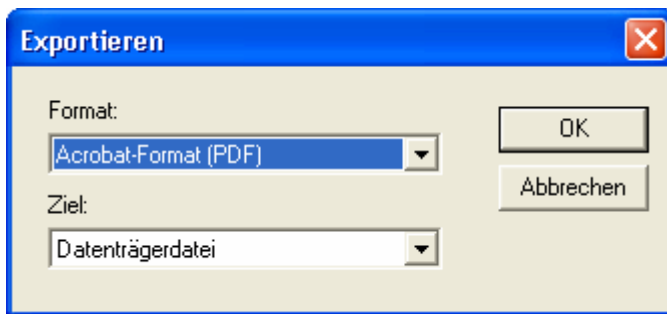 Exportieren
Format:
Acrobat-Format (PDF)
OK
Abbrechen
Ziel:
Datenträgerdatei